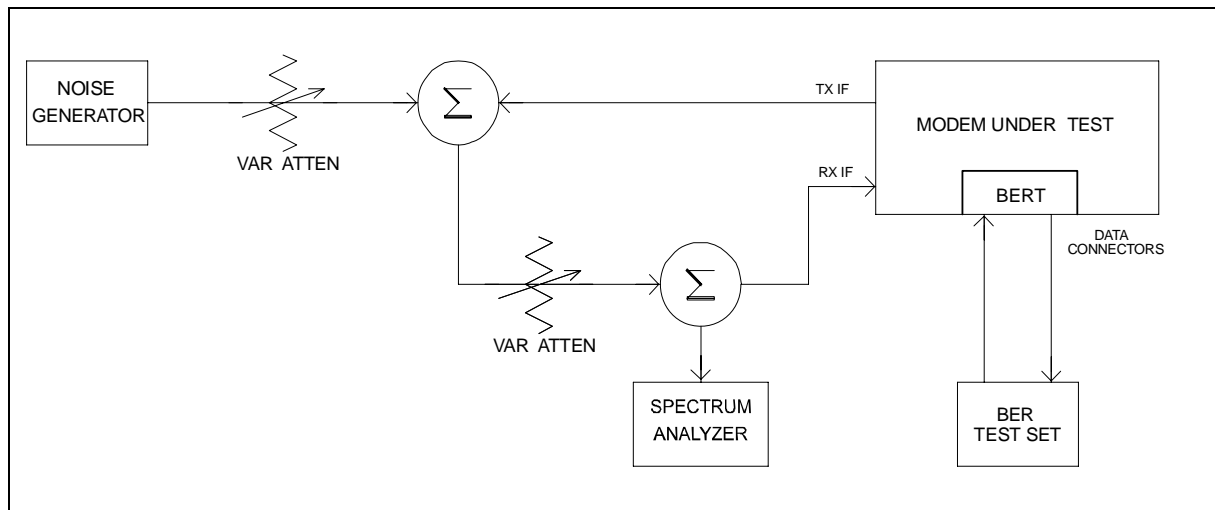 NOISE
GENERATOR
VAR ATTEN
Σ
TX IF
MODEM UNDER TEST
RX IF
BERT
DATA
CONNECTORS
VAR ATTEN
Σ
SPECTRUM
ANALYZER
BER
TEST SET